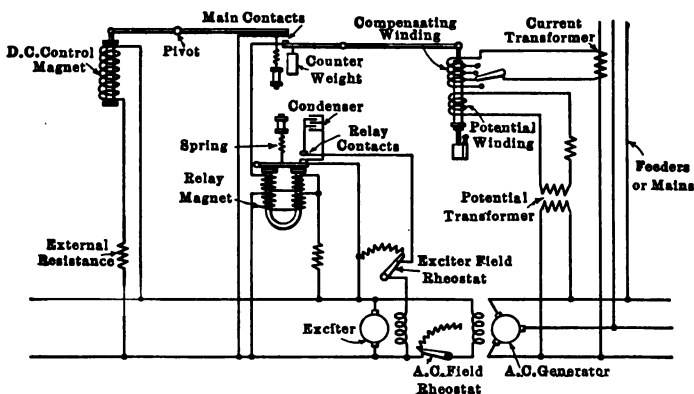 Main Contacts
Compensating
Winding
Current
Transformer
D.C.Control
Magnet
Pivot
Counter
Weight
Condenser
Spring
Relay
Contacts
Potential
Winding
Relay
Magnet
Feeders
or Mains
Potential
Transformer
External
Resistance
Exciter Field
Rheostat
Exciter
A.C.Field
Rheostat
A.C.Generator